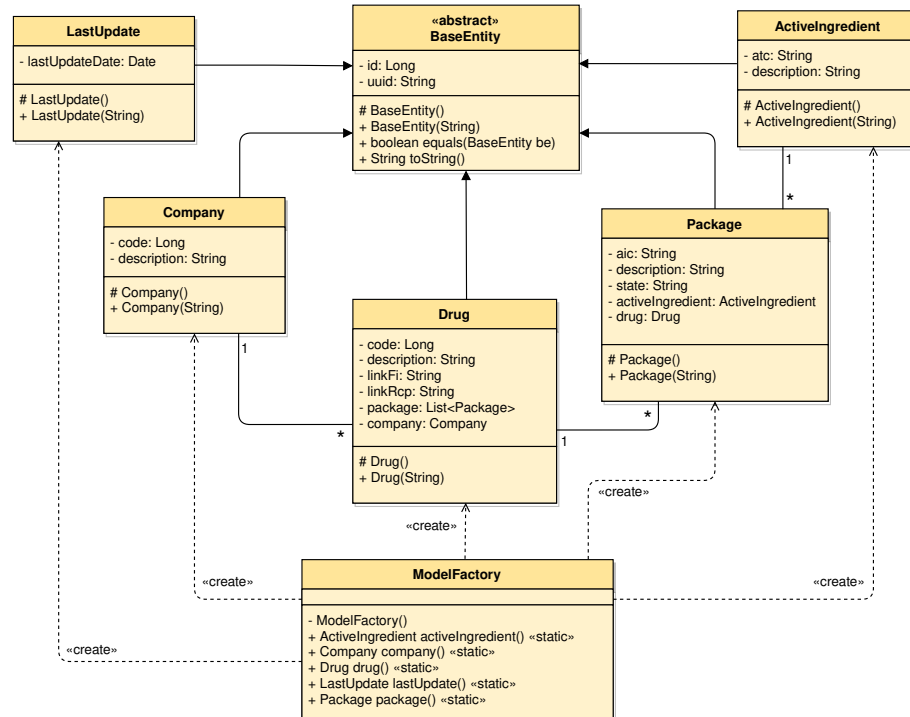 LastUpdate
- lastUpdateDate: Date
# LastUpdate()
+ LastUpdate(String)
«abstract»
BaseEntity
- id: Long
- uuid: String
# BaseEntity()
+ BaseEntity(String)
+ boolean equals(BaseEntity be)
+ String toString()
ActiveIngredient
- atc: String
- description: String
# ActiveIngredient()
+ ActiveIngredient(String)
1
*
Company
- code: Long
- description: String
# Company()
+ Company(String)
1
*
Package
- aic: String
- description: String
- state: String
- activeIngredient: ActiveIngredient
- drug: Drug
# Package()
+ Package(String)
*
1
Drug
- code: Long
- description: String
- linkFi: String
- linkRcp: String
- package: List<Package>
- company: Company
# Drug()
+ Drug(String)
«create»
«create»
«create»
«create»
«create»
ModelFactory
- ModelFactory()
+ ActiveIngredient activeIngredient() «static»
+ Company company() «static»
+ Drug drug() «static»
+ LastUpdate lastUpdate() «static»
+ Package package() «static»